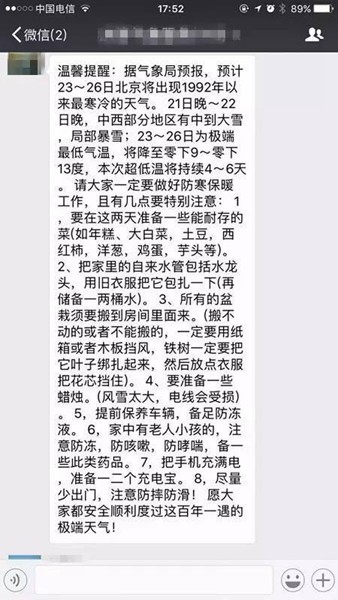 中国电信
17:52
89%
微信(2)
温馨提醒：据气象局预报，预计
23～26日北京将出现1992年以
来最寒冷的天气。 21日晚～22
日晚，中西部分地区有中到大雪
，局部暴雪；23～26日为极端
最低气温，将降至零下9～零下
13度，本次超低温将持续4～6天
。 请大家一定要做好防寒保暖
工作，且有几点要特别注意： 1
，要在这两天准备一些能耐存的
菜(如年糕、大白菜，土豆，西
红柿，洋葱，鸡蛋，芋头等)。
2、把家里的自来水管包括水龙
头，用旧衣服把它包扎一下(再
储备一两桶水)。 3、所有的盆
栽须要搬到房间里面来。(搬不
动的或者不能搬的，一定要用纸
箱或者木板挡风，铁树一定要把
它叶子绑扎起来，然后放点衣服
把花芯挡住)。 4、要准备一些
蜡烛。(风雪太大，电线会受损)
。 5，提前保养车辆，备足防冻
液。 6，家中有老人小孩的，注
意防冻，防咳嗽，防哮喘，备一
些此类药品。 7，把手机充满电
，准备一二个充电宝。 8，尽量
少出门，注意防摔防滑！ 愿大
家都安全顺利度过这百年一遇的
极端天气！